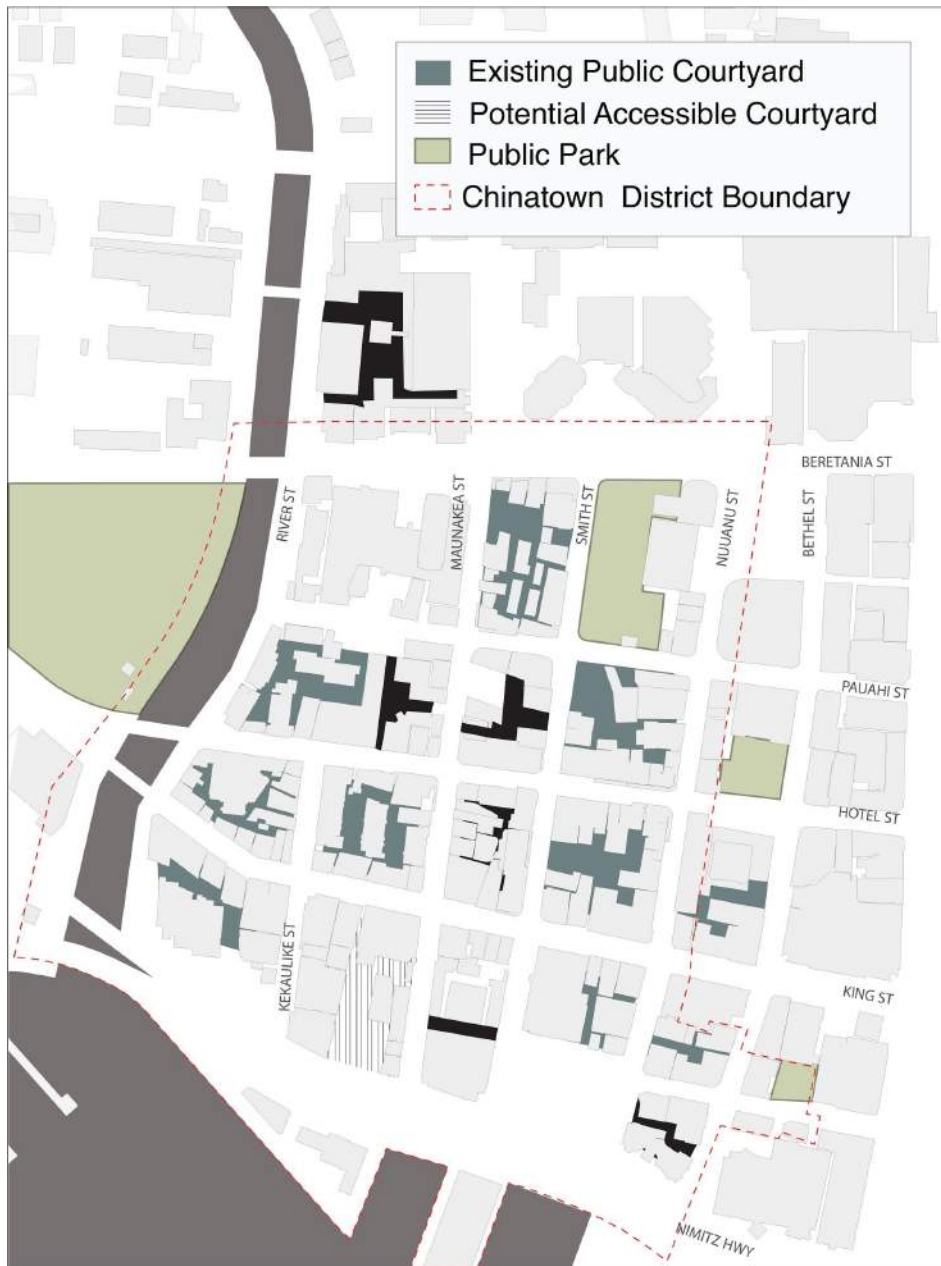 Existing Public Courtyard
Potential Accessible Courtyard
Public Park
Chinatown District Boundary
BERETANIA ST
RIVER ST
MAUNAKEA ST
SMITH ST
NUUANU ST
BETHEL ST
PAUAHI ST
HOTEL ST
KEKAULIKE ST
KING ST
NIMITZ HWY